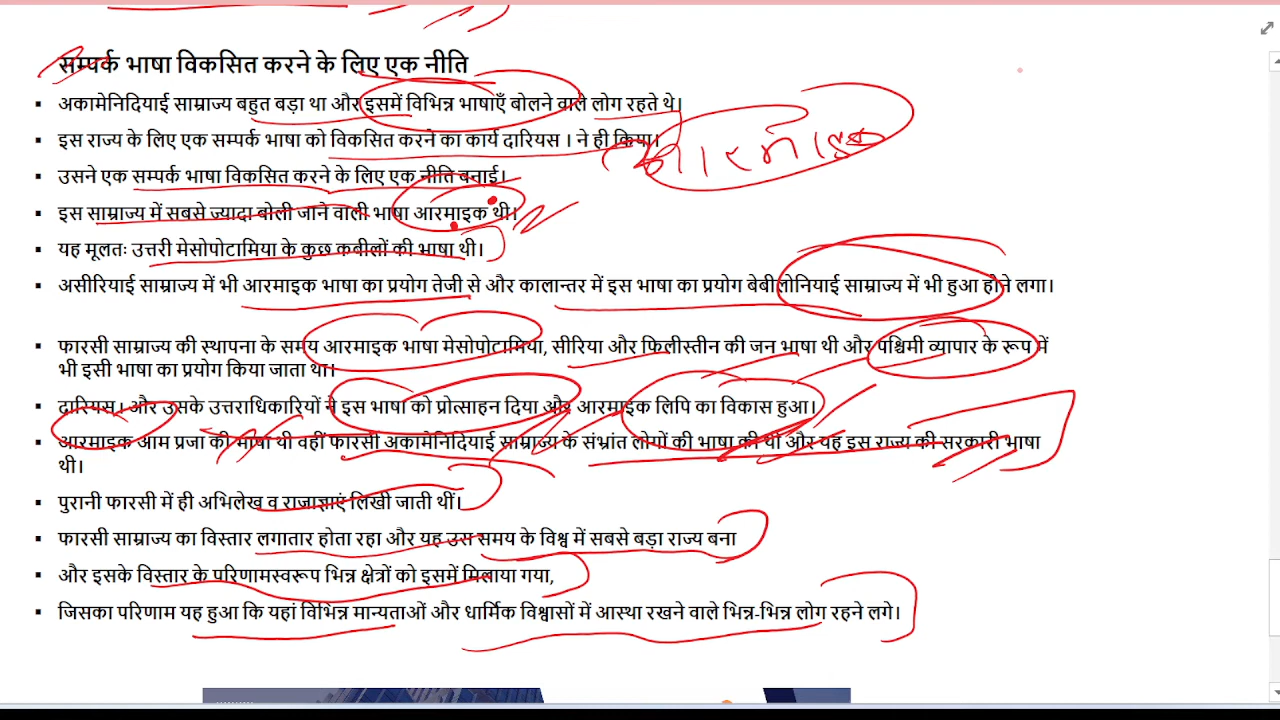 सम्पर्क भाषा विकसित करने के लिए एक नीति
▪ अकामेनिदियाई साम्राज्य बहुत बड़ा था और इसमें विभिन्न भाषाएँ बोलने वाले लोग रहते थे।
▪ इस राज्य के लिए एक सम्पर्क भाषा को विकसित करने का कार्य दारियस । ने ही किया।
आरमाइक
▪ उसने एक सम्पर्क भाषा विकसित करने के लिए एक नीति बनाई।
▪ इस साम्राज्य में सबसे ज्यादा बोली जाने वाली भाषा आरमाइक थी।
▪ यह मूलतः उत्तरी मेसोपोटामिया के कुछ कबीलों की भाषा थी।
▪ असीरियाई साम्राज्य में भी आरमाइक भाषा का प्रयोग तेजी से और कालान्तर में इस भाषा का प्रयोग बेबीलोनियाई साम्राज्य में भी हुआ होने लगा।
▪ फारसी साम्राज्य की स्थापना के समय आरमाइक भाषा मेसोपोटामिया, सीरिया और फिलीस्तीन की जन भाषा थी और पश्चिमी व्यापार के रूप में
भी इसी भाषा का प्रयोग किया जाता था।
▪ दारियस । और उसके उत्तराधिकारियों ने इस भाषा को प्रोत्साहन दिया और आरमाइक लिपि का विकास हुआ।
▪ आरमाइक आम प्रजा की भाषा थी वहीं फारसी अकामेनिदियाई साम्राज्य के संभ्रांत लोगों की भाषा की थी और यह इस राज्य की सरकारी भाषा
थी।
▪ पुरानी फारसी में ही अभिलेख व राजाज्ञाएं लिखी जाती थीं।
▪ फारसी साम्राज्य का विस्तार लगातार होता रहा और यह उस समय के विश्व में सबसे बड़ा राज्य बना
▪ और इसके विस्तार के परिणामस्वरूप भिन्न क्षेत्रों को इसमें मिलाया गया,
▪ जिसका परिणाम यह हुआ कि यहां विभिन्न मान्यताओं और धार्मिक विश्वासों में आस्था रखने वाले भिन्न-भिन्न लोग रहने लगे।